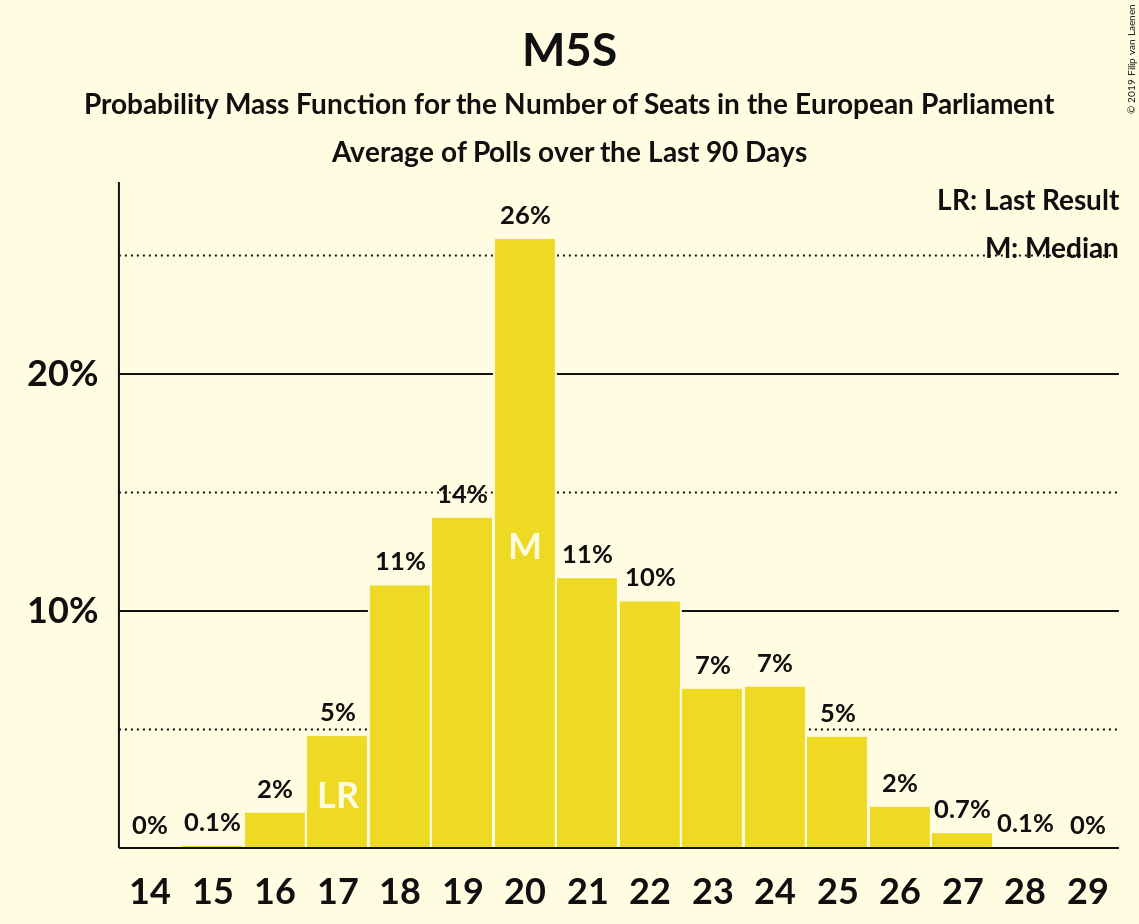 M5S
Probability Mass Function for the Number of Seats in the European Parliament
Average of Polls over the Last 90 Days
© 2019 Filip van Laenen
LR: Last Result
M: Median
20%
10%
0%
0.1%
2%
5%
11%
14%
26%
11%
10%
7%
7%
5%
2%
0.7%
0.1%
0%
LR
M
14 15 16 17 18 19 20 21 22 23 24 25 26 27 28 29